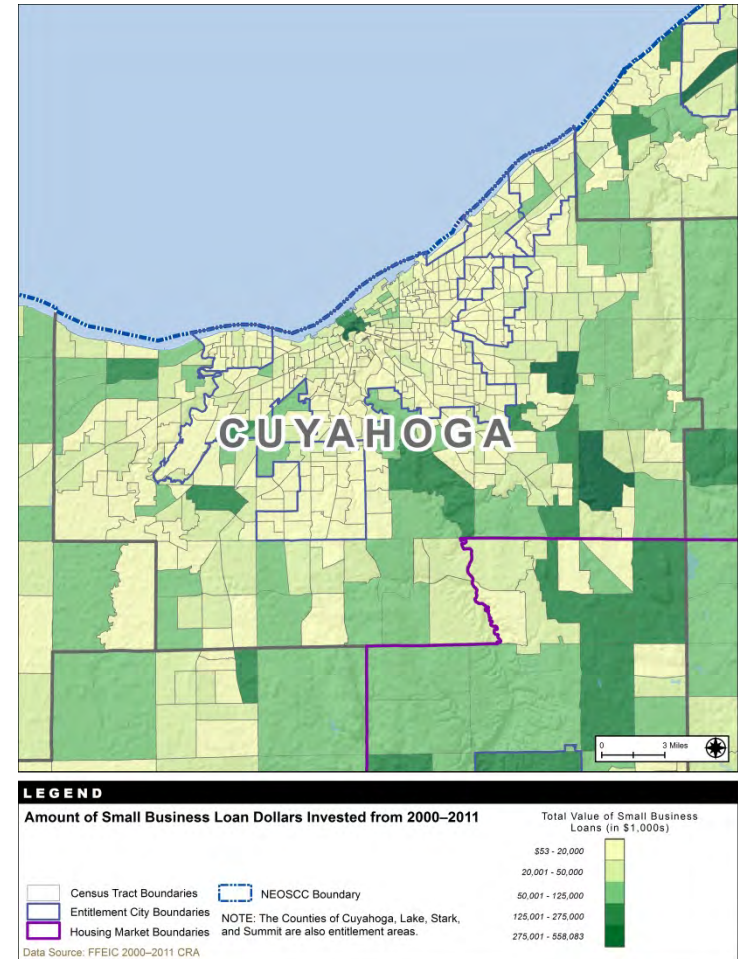 CUYAHOGA
0 3 Miles
LEGEND
Amount of Small Business Loan Dollars Invested from 2000–2011
Total Value of Small Business
Loans (in $1,000s)
$53 - 20,000
20,001 - 50,000
50,001 - 125,000
125,001 - 275,000
275,001 - 558,083
Census Tract Boundaries
Entitlement City Boundaries
Housing Market Boundaries
NEOSCC Boundary
NOTE: The Counties of Cuyahoga, Lake, Stark,
and Summit are also entitlement areas.
Data Source: FFEIC 2000–2011 CRA